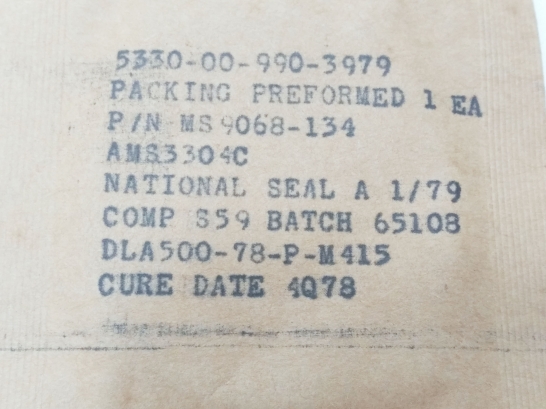 5330-00-990-3979
PACKING PREFORMED 1 EA
P/N MS9068-134
AMS3304C
NATIONAL SEAL A 1/79
COMP S59 BATCH 65108
DLA500-78-P-M415
CURE DATE 4Q78